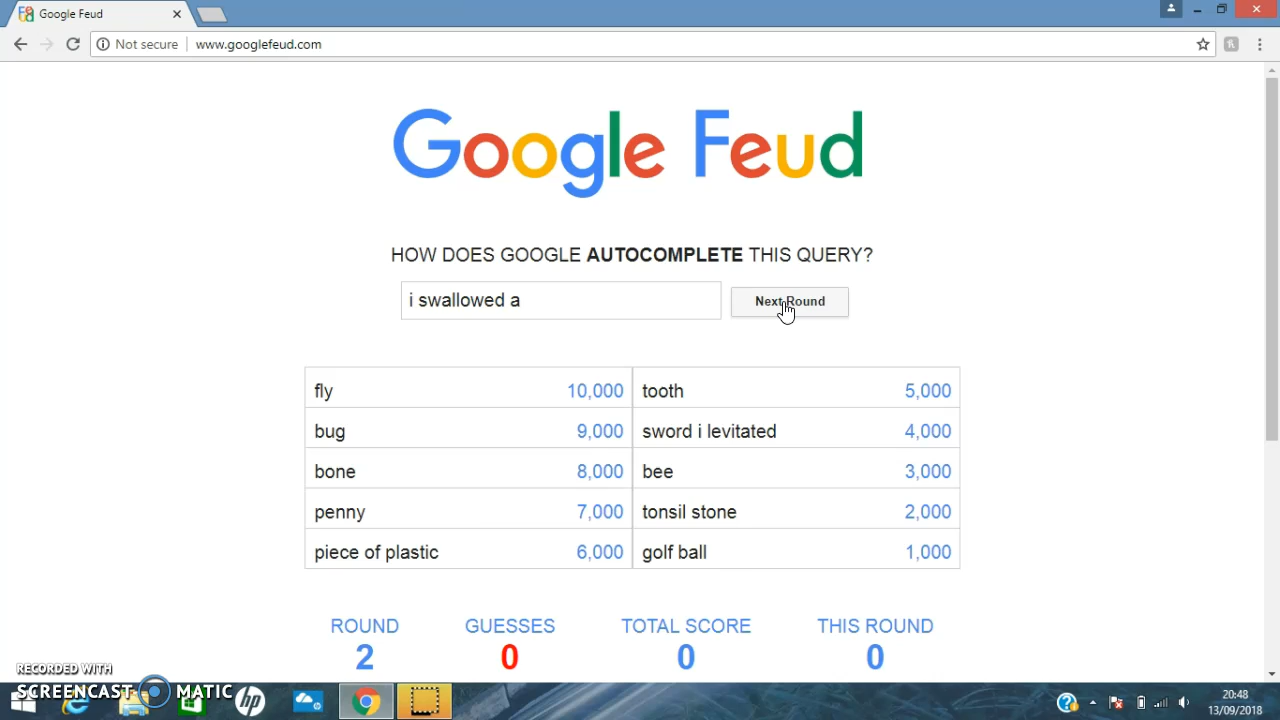 Google Feud
Not secure www.googlefeud.com
Google Feud
HOW DOES GOOGLE AUTOCOMPLETE THIS QUERY?
i swallowed a
Next Round
fly 10,000 tooth 5,000
bug 9,000 sword i levitated 4,000
bone 8,000 bee 3,000
penny 7,000 tonsil stone 2,000
piece of plastic 6,000 golf ball 1,000
ROUND GUESSES TOTAL SCORE THIS ROUND
2 0 0 0
RECORDED WITH
SCREENCAST MATIC
hp
20:48
13/09/2018